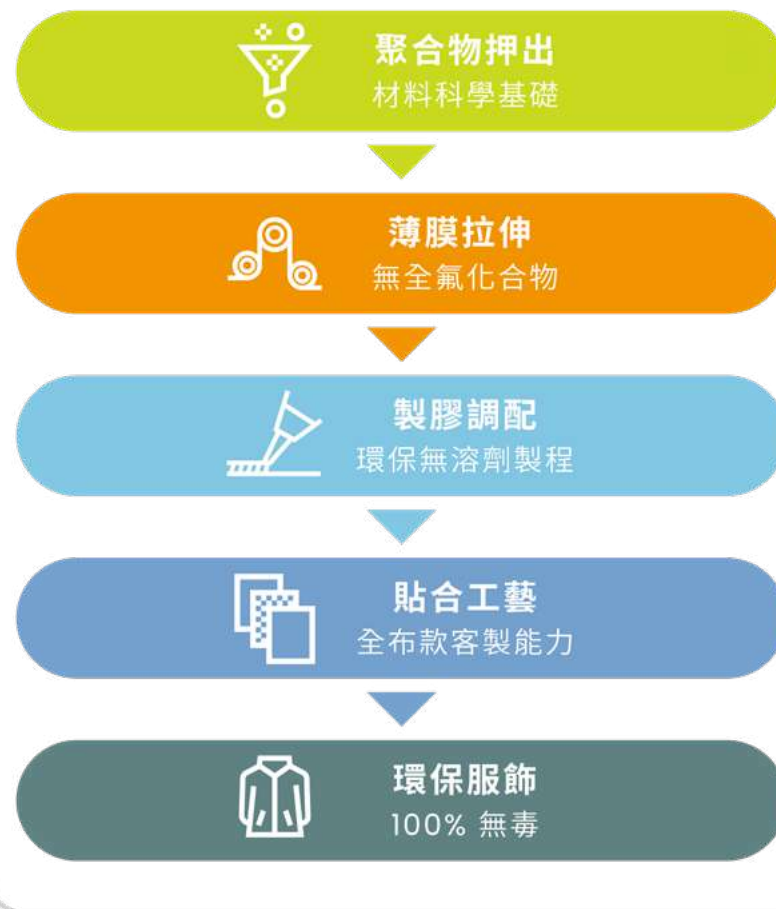 聚合物押出
材料科學基礎
薄膜拉伸
無全氟化合物
製膠調配
環保無溶劑製程
貼合工藝
全布款客製能力
環保服飾
100% 無毒